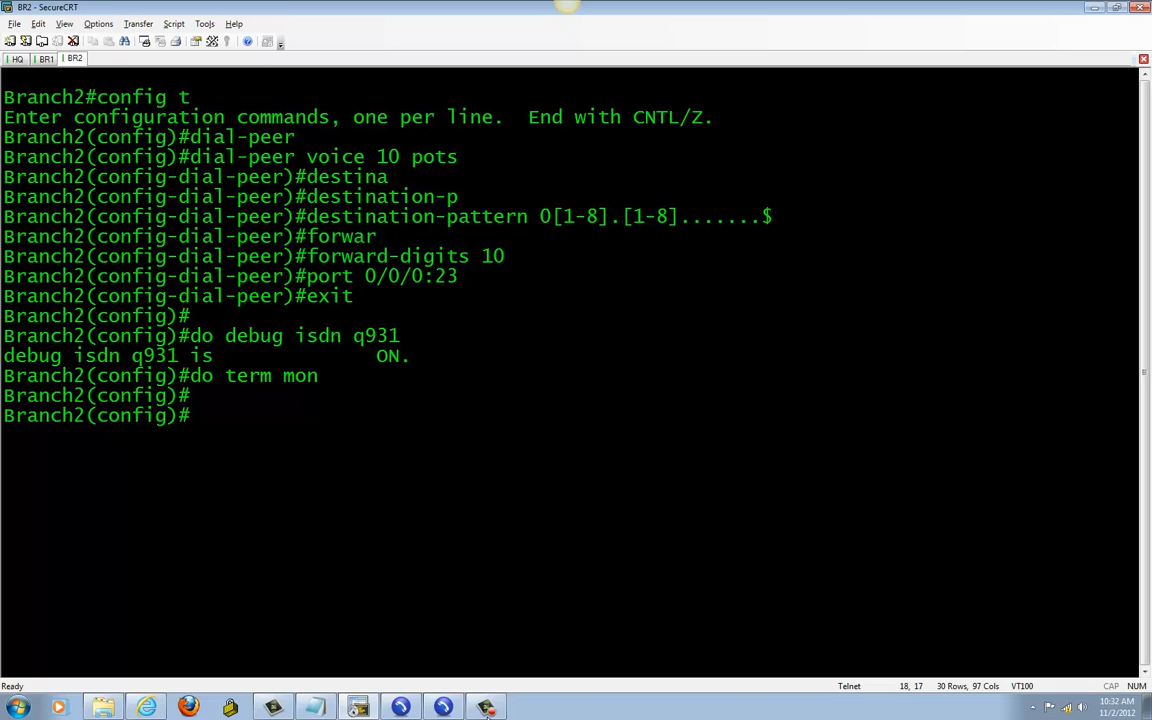 BR2 - SecureCRT
File Edit View Options Transfer Script Tools Help
HQ BR1 BR2
Branch2#config t
Enter configuration commands, one per line.  End with CNTL/Z.
Branch2(config)#dial-peer
Branch2(config)#dial-peer voice 10 pots
Branch2(config-dial-peer)#destina
Branch2(config-dial-peer)#destination-p
Branch2(config-dial-peer)#destination-pattern 0[1-8].[1-8].......$
Branch2(config-dial-peer)#forwar
Branch2(config-dial-peer)#forward-digits 10
Branch2(config-dial-peer)#port 0/0/0:23
Branch2(config-dial-peer)#exit
Branch2(config)#
Branch2(config)#do debug isdn q931
debug isdn q931 is              ON.
Branch2(config)#do term mon
Branch2(config)#
Branch2(config)#
Ready Telnet 18, 17 30 Rows, 97 Cols VT100 CAP NUM
10:32 AM
11/2/2012